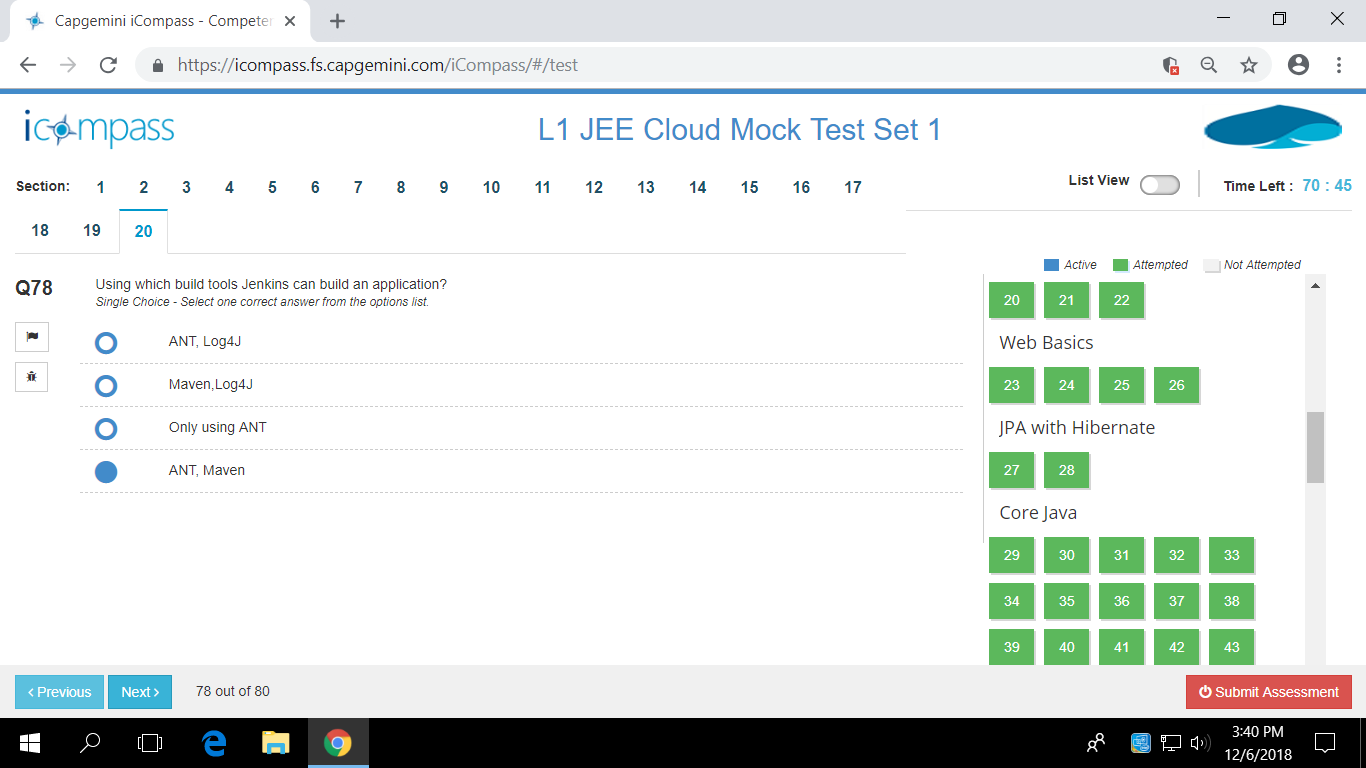 Capgemini iCompass - Competen
https://icompass.fs.capgemini.com/iCompass/#/test
icompass
L1 JEE Cloud Mock Test Set 1
Section: 1 2 3 4 5 6 7 8 9 10 11 12 13 14 15 16 17
List View
Time Left : 70 : 45
18 19 20
Active Attempted Not Attempted
Q78
Using which build tools Jenkins can build an application?
Single Choice - Select one correct answer from the options list.
ANT, Log4J
Maven,Log4J
Only using ANT
ANT, Maven
20 21 22
Web Basics
23 24 25 26
JPA with Hibernate
27 28
Core Java
29 30 31 32 33
34 35 36 37 38
39 40 41 42 43
Previous Next
78 out of 80
Submit Assessment
3:40 PM
12/6/2018